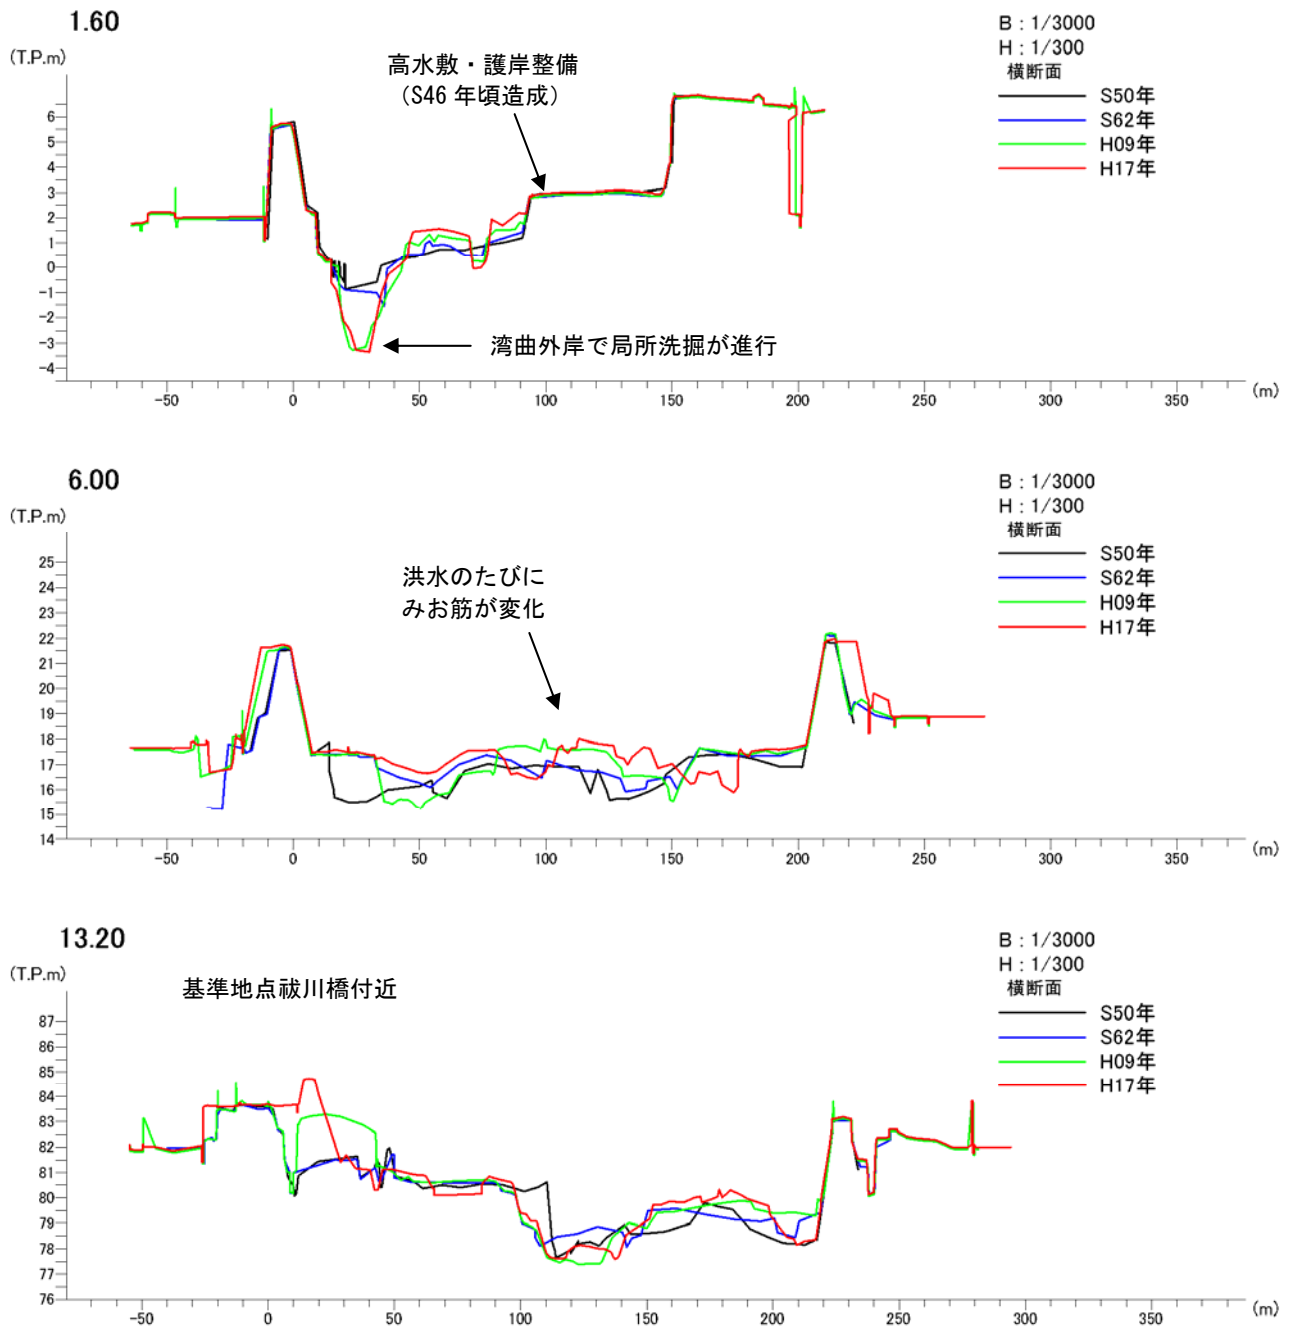 1.60
(T.P.m)
高水敷・護岸整備
（S46 年頃造成）
B : 1/3000
H : 1/300
横断面
S50年
S62年
H09年
H17年
6
5
4
3
2
1
0
-1
-2
-3
-4
湾曲外岸で局所洗掘が進行
-50 0 50 100 150 200 250 300 350 (m)
6.00
(T.P.m)
洪水のたびに
みお筋が変化
B : 1/3000
H : 1/300
横断面
S50年
S62年
H09年
H17年
25
24
23
22
21
20
19
18
17
16
15
14
-50 0 50 100 150 200 250 300 350 (m)
13.20
(T.P.m)
基準地点祓川橋付近
B : 1/3000
H : 1/300
横断面
S50年
S62年
H09年
H17年
87
86
85
84
83
82
81
80
79
78
77
76
-50 0 50 100 150 200 250 300 350 (m)